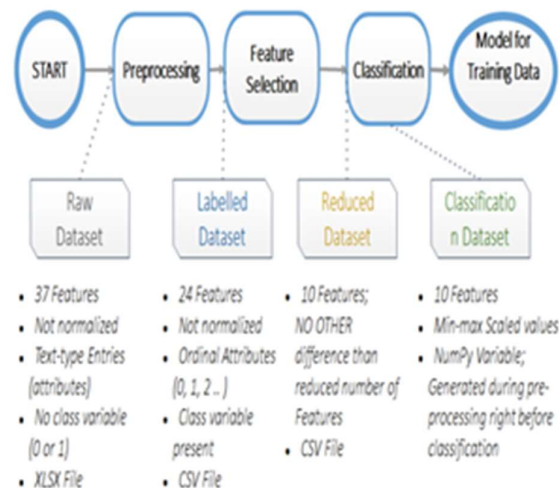 START
Preprocessing
Feature
Selection
Classification
Model for
Training Data
Raw
Dataset
Labelled
Dataset
Reduced
Dataset
Classificatio
n Dataset
• 37 Features
• Not normalized
• Text-type Entries
(attributes)
• No class variable
(0 or 1)
• XLSX File
• 24 Features
• Not normalized
• Ordinal Attributes
(0, 1, 2 .. )
• Class variable
present
• CSV File
• 10 Features;
NO OTHER
difference than
reduced number of
Features
• CSV File
• 10 Features
• Min-max Scaled values
• NumPy Variable;
Generated during pre-
processing right before
classification